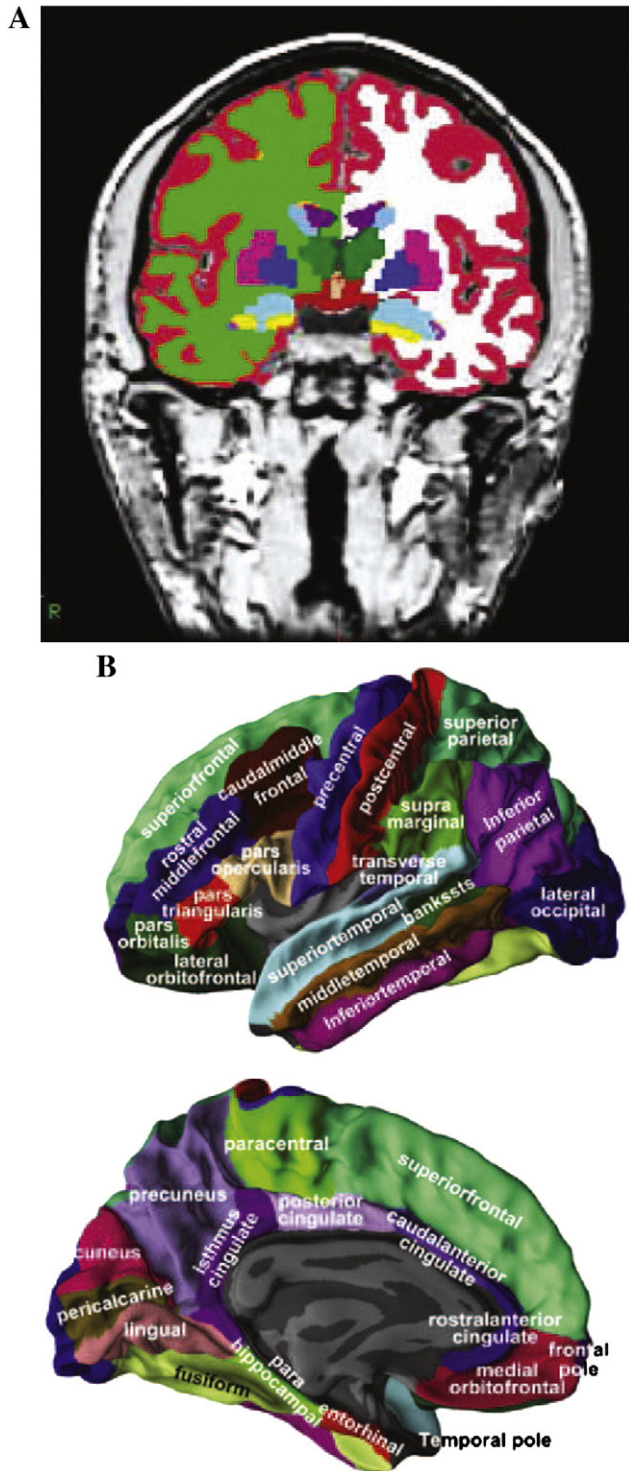 A
R
B
superiorfrontal
caudalmiddle
frontal
precentral
postcentral
superior
parietal
rostral
middlefrontal
pars
opercularis
supra
marginal
inferior
parietal
pars
triangularis
transverse
temporal
pars
orbitalis
bankssts
lateral
occipital
lateral
orbitofrontal
superiortemporal
middletemporal
Inferiortemporal
paracentral
superiorfrontal
precuneus
posterior
cingulate
isthmus
cingulate
caudalanterior
cingulate
cuneus
pericalcarine
lingual
rostralanterior
cingulate
frontal
pole
medial
orbitofrontal
fusiform
para
hippocampal
entorhinal
Temporal pole